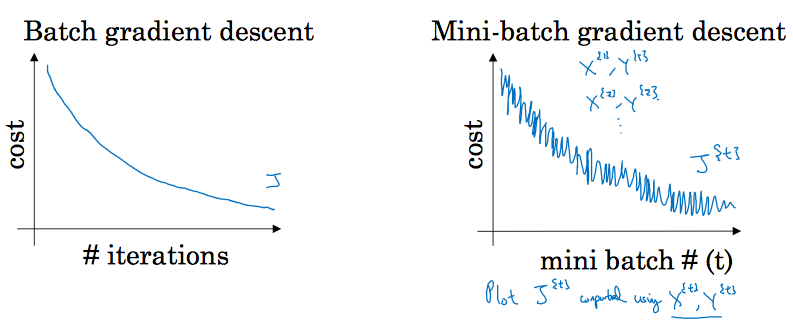 Batch gradient descent
cost
J
# iterations
Mini-batch gradient descent
X^{1}, Y^{1}
X^{2}, Y^{2}
⋮
cost
J^{t}
mini batch # (t)
Plot J^{t} computed using X^{t}, Y^{t}